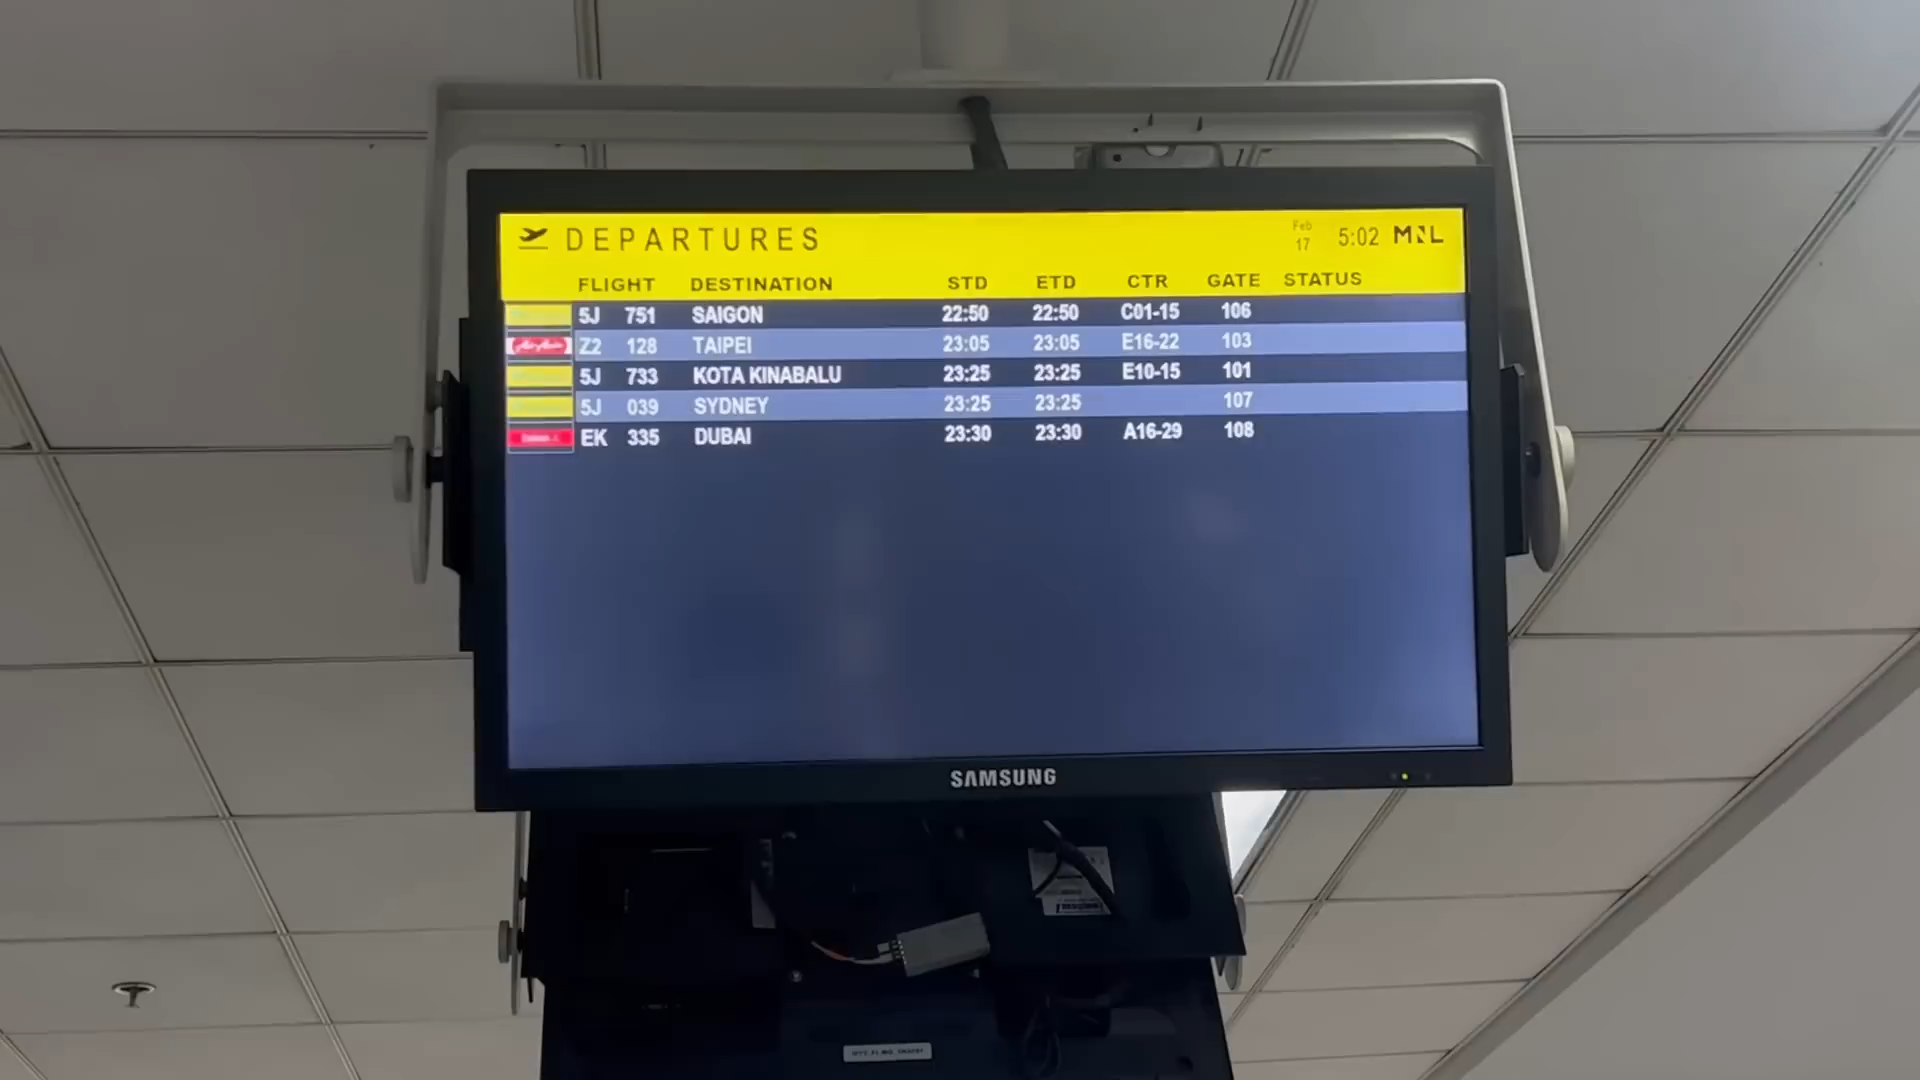 DEPARTURES Feb 17 5:02 MNL
FLIGHT DESTINATION STD ETD CTR GATE STATUS
5J 751 SAIGON 22:50 22:50 C01-15 106
AirAsia Z2 128 TAIPEI 23:05 23:05 E16-22 103
5J 733 KOTA KINABALU 23:25 23:25 E10-15 101
5J 039 SYDNEY 23:25 23:25 107
EK 335 DUBAI 23:30 23:30 A16-29 108
SAMSUNG